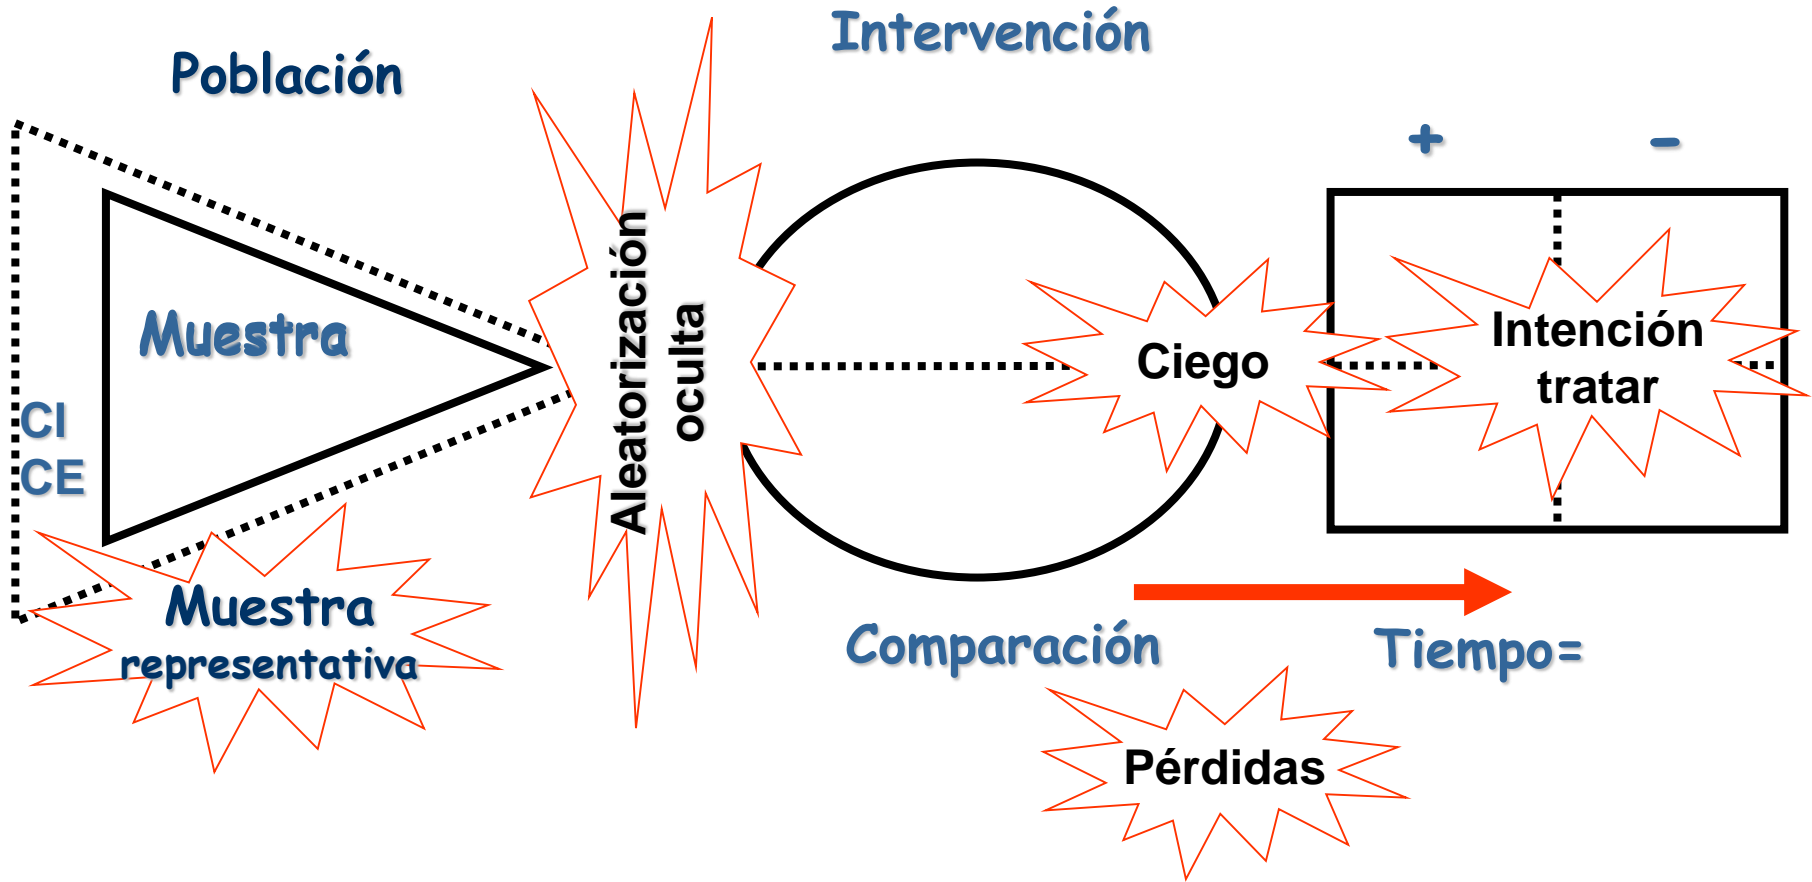 Intervención
Población
+ -
Muestra
Aleatorización
oculta
Ciego
Intención
tratar
CI
CE
Muestra
representativa
Comparación
Tiempo=
Pérdidas